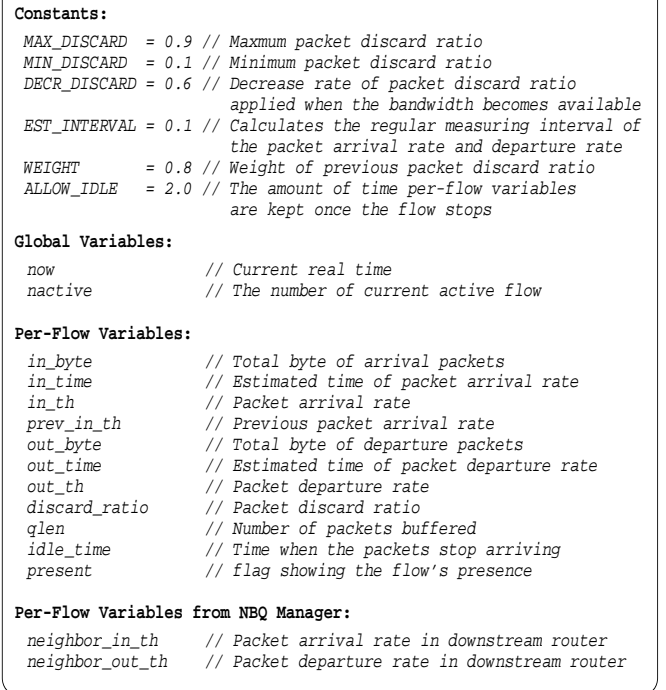 Constants:
MAX_DISCARD = 0.9 // Maxmum packet discard ratio
MIN_DISCARD = 0.1 // Minimum packet discard ratio
DECR_DISCARD = 0.6 // Decrease rate of packet discard ratio
applied when the bandwidth becomes available
EST_INTERVAL = 0.1 // Calculates the regular measuring interval of
the packet arrival rate and departure rate
WEIGHT = 0.8 // Weight of previous packet discard ratio
ALLOW_IDLE = 2.0 // The amount of time per-flow variables
are kept once the flow stops
Global Variables:
now // Current real time
nactive // The number of current active flow
Per-Flow Variables:
in_byte // Total byte of arrival packets
in_time // Estimated time of packet arrival rate
in_th // Packet arrival rate
prev_in_th // Previous packet arrival rate
out_byte // Total byte of departure packets
out_time // Estimated time of packet departure rate
out_th // Packet departure rate
discard_ratio // Packet discard ratio
qlen // Number of packets buffered
idle_time // Time when the packets stop arriving
present // flag showing the flow's presence
Per-Flow Variables from NBQ Manager:
neighbor_in_th // Packet arrival rate in downstream router
neighbor_out_th // Packet departure rate in downstream router